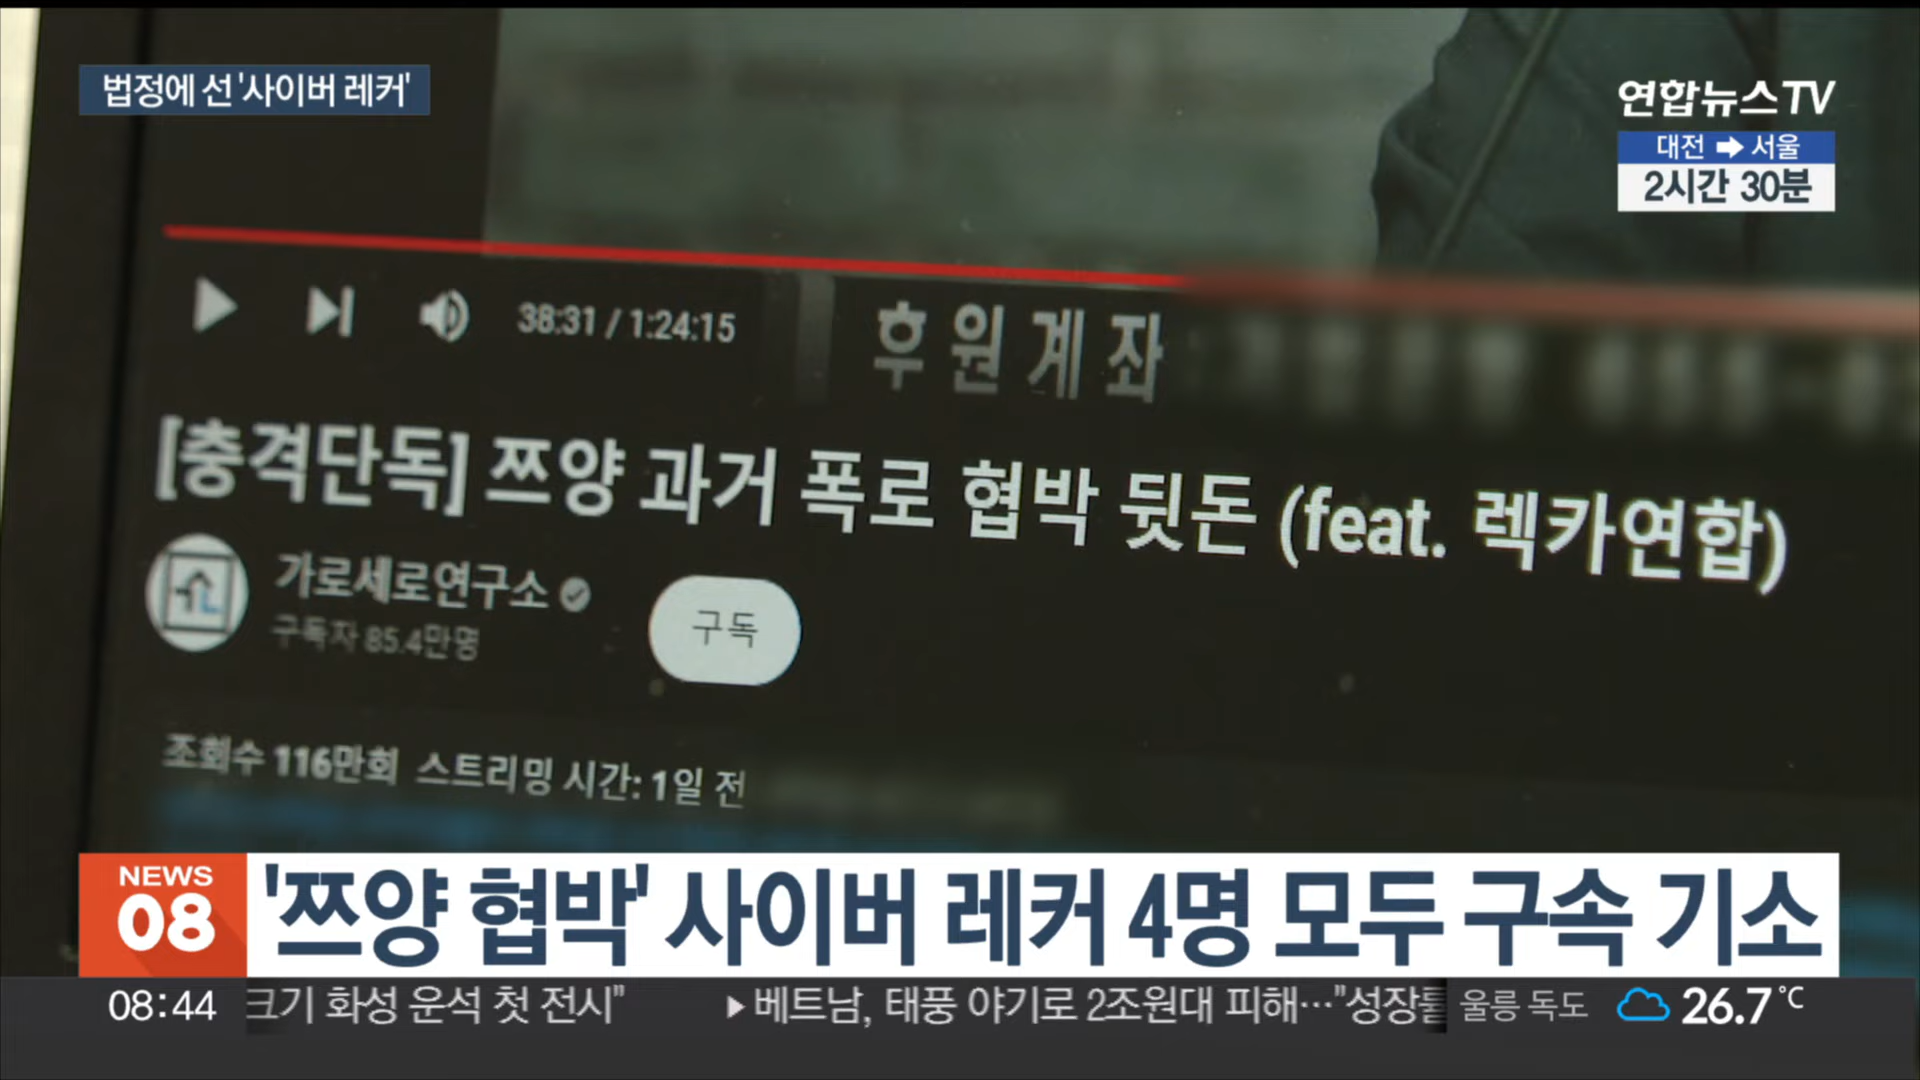 법정에 선 '사이버 레커'
연합뉴스TV
대전 ➡ 서울
2시간 30분
38:31 / 1:24:15
후원계좌
[충격단독] 쯔양 과거 폭로 협박 뒷돈 (feat. 렉카연합)
가로세로연구소
구독자 85.4만명
구독
조회수 116만회 스트리밍 시간: 1일 전
NEWS
08
'쯔양 협박' 사이버 레커 4명 모두 구속 기소
08:44
크기 화성 운석 첫 전시”
▶베트남, 태풍 야기로 2조원대 피해…"성장률
울릉 독도
26.7℃